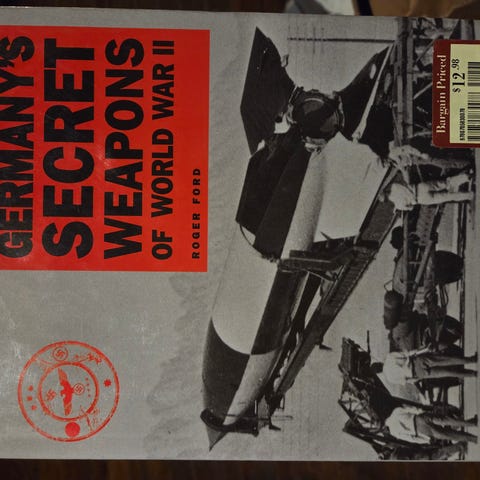 GERMANY'S
SECRET
WEAPONS
OF WORLD WAR II
ROGER FORD
Bargain Priced
$12.98